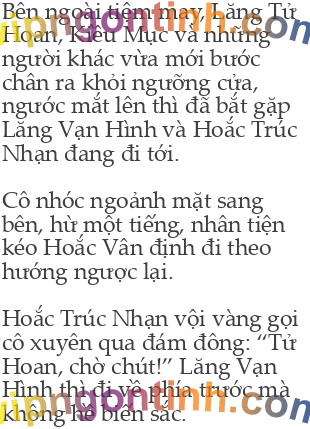 Bên ngoài tiệm may, Lăng Tử
Hoan, Kiều Mục và những
người khác vừa mới bước
chân ra khỏi ngưỡng cửa,
ngước mắt lên thì đã bắt gặp
Lăng Vạn Hình và Hoắc Trúc
Nhạn đang đi tới.
Cô nhóc ngoảnh mặt sang
bên, hừ một tiếng, nhân tiện
kéo Hoắc Vân định đi theo
hướng ngược lại.
Hoắc Trúc Nhạn vội vàng gọi
cô xuyên qua đám đông: “Tử
Hoan, chờ chút!” Lăng Vạn
Hình thì đi về phía trước mà
không hề biến sắc.